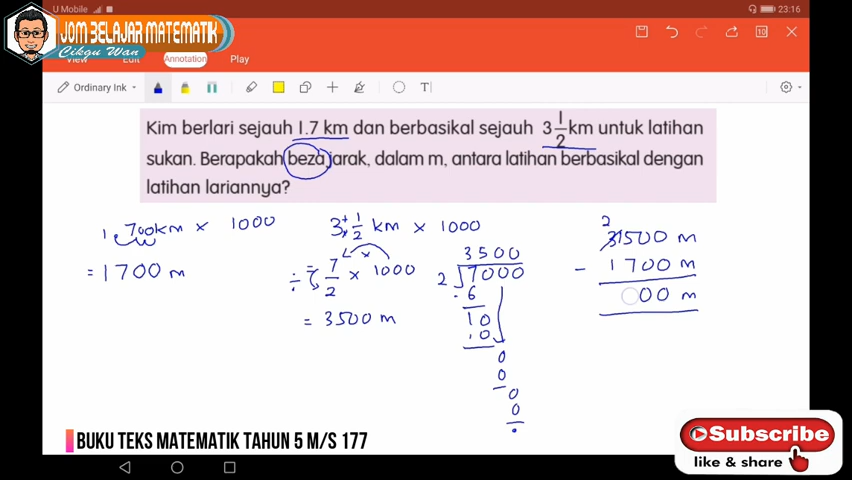 U Mobile
23:16
JOM BELAJAR MATEMATIK
Cikgu Wan
View Edit Annotation Play
Ordinary Ink
Kim berlari sejauh 1.7 km dan berbasikal sejauh 3 1/2 km untuk latihan
sukan. Berapakah beza jarak, dalam m, antara latihan berbasikal dengan
latihan lariannya?
1.700km × 1000
= 1700 m
3 1/2 km × 1000
= 7/2 × 1000
= 3500 m
3500
2 7000
- 6
10
10
0
0
0
0
2
3500 m
- 1700 m
00 m
BUKU TEKS MATEMATIK TAHUN 5 M/S 177
Subscribe
like & share